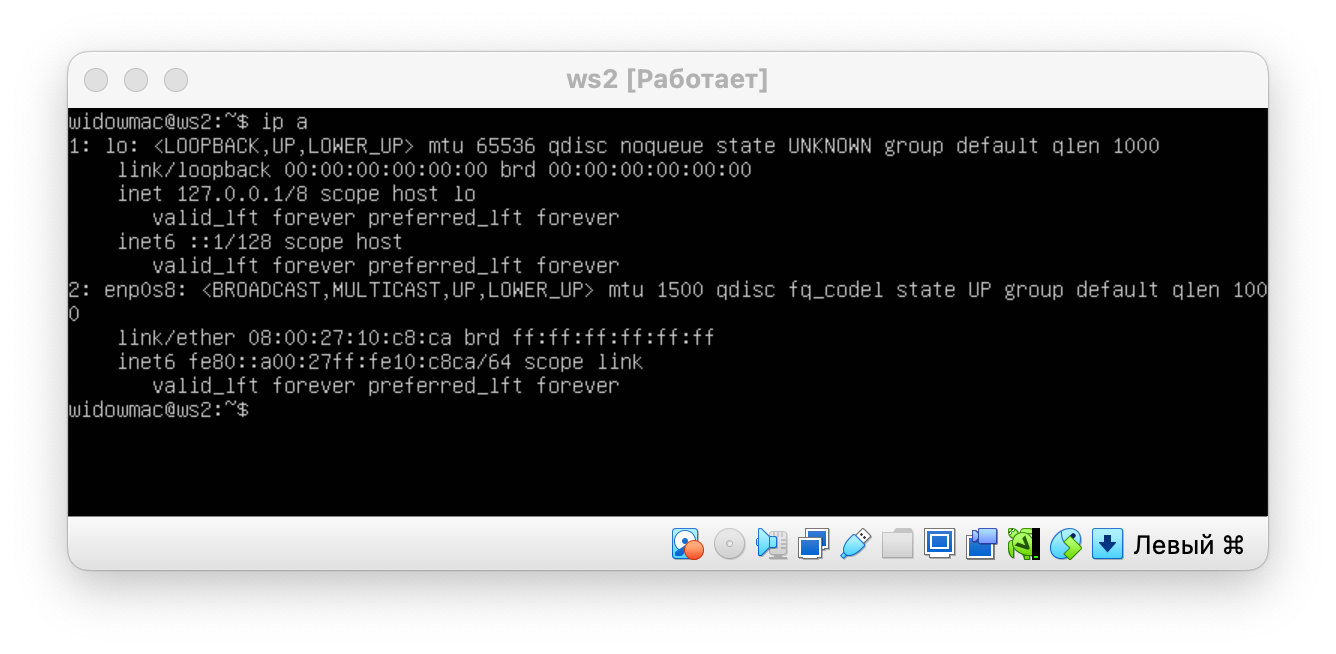 ws2 [Работает]
widowmac@ws2:~$ ip a
1: lo: <LOOPBACK,UP,LOWER_UP> mtu 65536 qdisc noqueue state UNKNOWN group default qlen 1000
    link/loopback 00:00:00:00:00:00 brd 00:00:00:00:00:00
    inet 127.0.0.1/8 scope host lo
       valid_lft forever preferred_lft forever
    inet6 ::1/128 scope host
       valid_lft forever preferred_lft forever
2: enp0s8: <BROADCAST,MULTICAST,UP,LOWER_UP> mtu 1500 qdisc fq_codel state UP group default qlen 100
0
    link/ether 08:00:27:10:c8:ca brd ff:ff:ff:ff:ff:ff
    inet6 fe80::a00:27ff:fe10:c8ca/64 scope link
       valid_lft forever preferred_lft forever
widowmac@ws2:~$
Левый ⌘